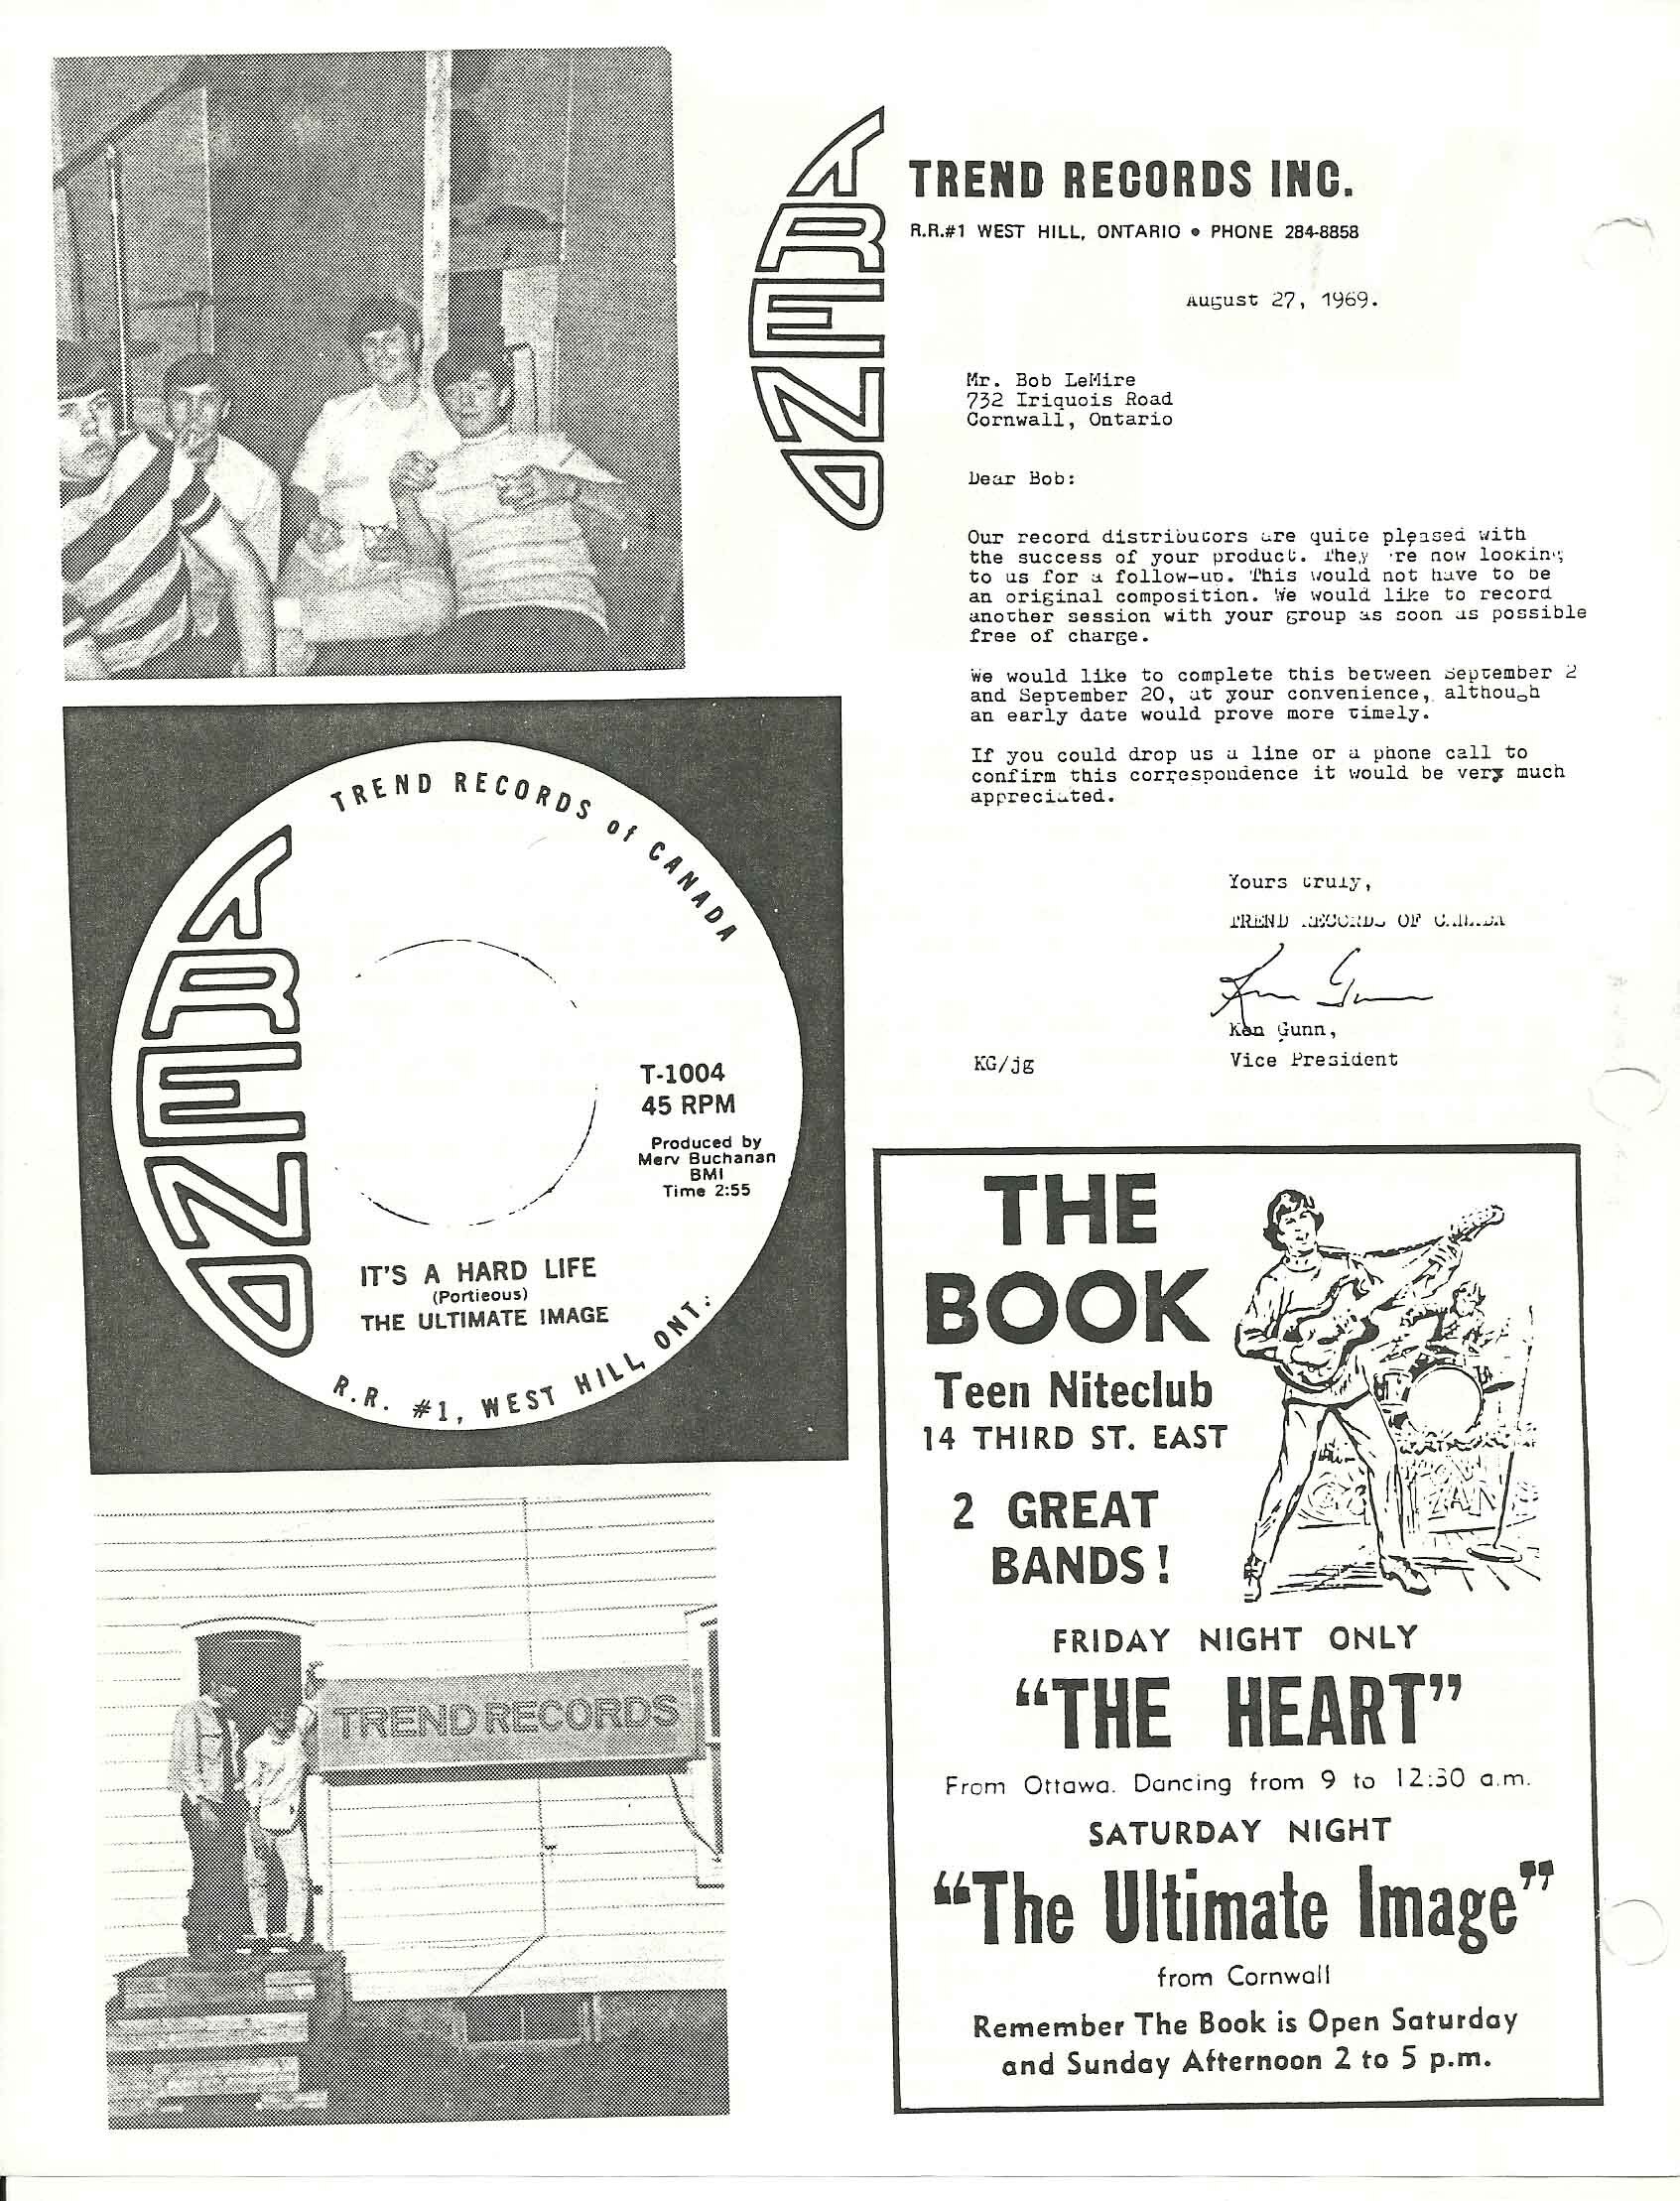 TREND
TREND RECORDS INC.
R.R.#1 WEST HILL, ONTARIO • PHONE 284-8858
August 27, 1969.
Mr. Bob LeMire
732 Iriquois Road
Cornwall, Ontario
Dear Bob:
Our record distributors are quite pleased with
the success of your product. They are now looking
to us for a follow-up. This would not have to be
an original composition. We would like to record
another session with your group as soon as possible
free of charge.
We would like to complete this between September 2
and September 20, at your convenience, although
an early date would prove more timely.
If you could drop us a line or a phone call to
confirm this correspondence it would be very much
appreciated.
Yours truly,
TREND RECORDS OF CANADA
Ken Gunn
Ken Gunn,
KG/jg
Vice President
TREND RECORDS of CANADA
TREND
T-1004
45 RPM
Produced by
Merv Buchanan
BMI
Time 2:55
IT'S A HARD LIFE
(Portieous)
THE ULTIMATE IMAGE
R.R. #1, WEST HILL, ONT.
TREND RECORDS
THE
BOOK
Teen Niteclub
14 THIRD ST. EAST
2 GREAT
BANDS!
FRIDAY NIGHT ONLY
“THE HEART”
From Ottawa. Dancing from 9 to 12:30 a.m.
SATURDAY NIGHT
“The Ultimate Image”
from Cornwall
Remember The Book is Open Saturday
and Sunday Afternoon 2 to 5 p.m.